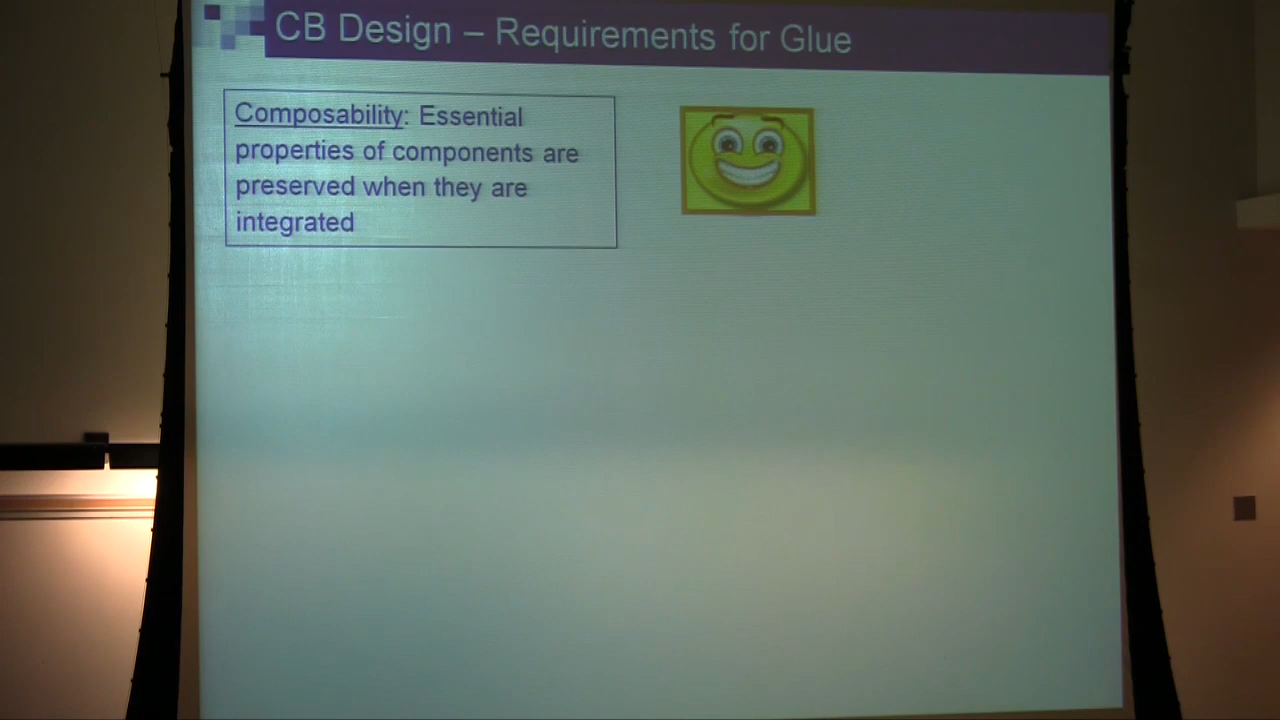 CB Design – Requirements for Glue
Composability: Essential
properties of components are
preserved when they are
integrated